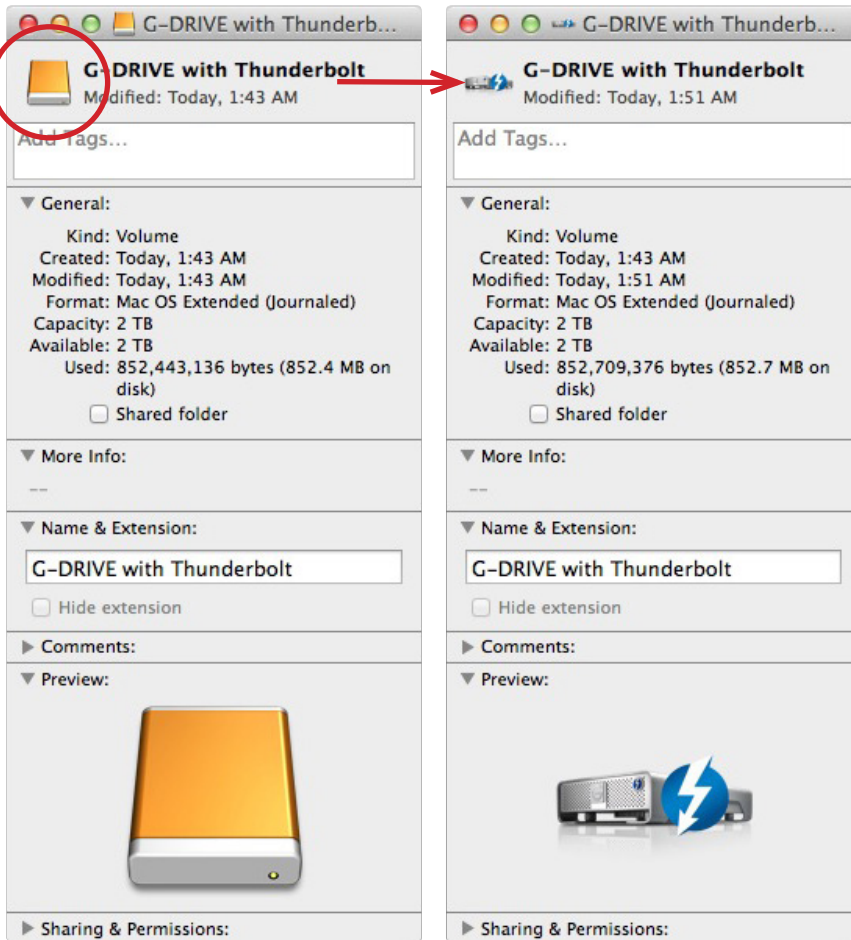 G-DRIVE with Thunderb...
G-DRIVE with Thunderbolt
Modified: Today, 1:43 AM
Add Tags...
General:
Kind: Volume
Created: Today, 1:43 AM
Modified: Today, 1:43 AM
Format: Mac OS Extended (Journaled)
Capacity: 2 TB
Available: 2 TB
Used: 852,443,136 bytes (852.4 MB on
disk)
Shared folder
More Info:
--
Name & Extension:
G-DRIVE with Thunderbolt
Hide extension
Comments:
Preview:
Sharing & Permissions:
G-DRIVE with Thunderb...
G-DRIVE with Thunderbolt
Modified: Today, 1:51 AM
Add Tags...
General:
Kind: Volume
Created: Today, 1:43 AM
Modified: Today, 1:51 AM
Format: Mac OS Extended (Journaled)
Capacity: 2 TB
Available: 2 TB
Used: 852,709,376 bytes (852.7 MB on
disk)
Shared folder
More Info:
--
Name & Extension:
G-DRIVE with Thunderbolt
Hide extension
Comments:
Preview:
Sharing & Permissions: